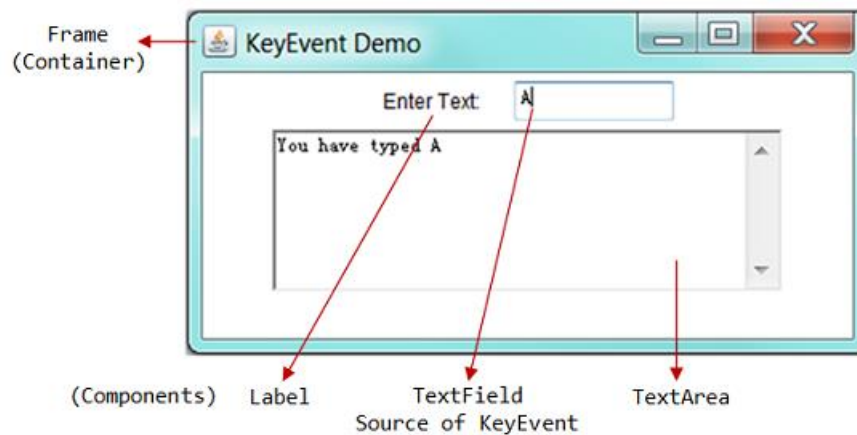 Frame
(Container)
KeyEvent Demo
Enter Text:
A
You have typed A
(Components) Label TextField TextArea
Source of KeyEvent